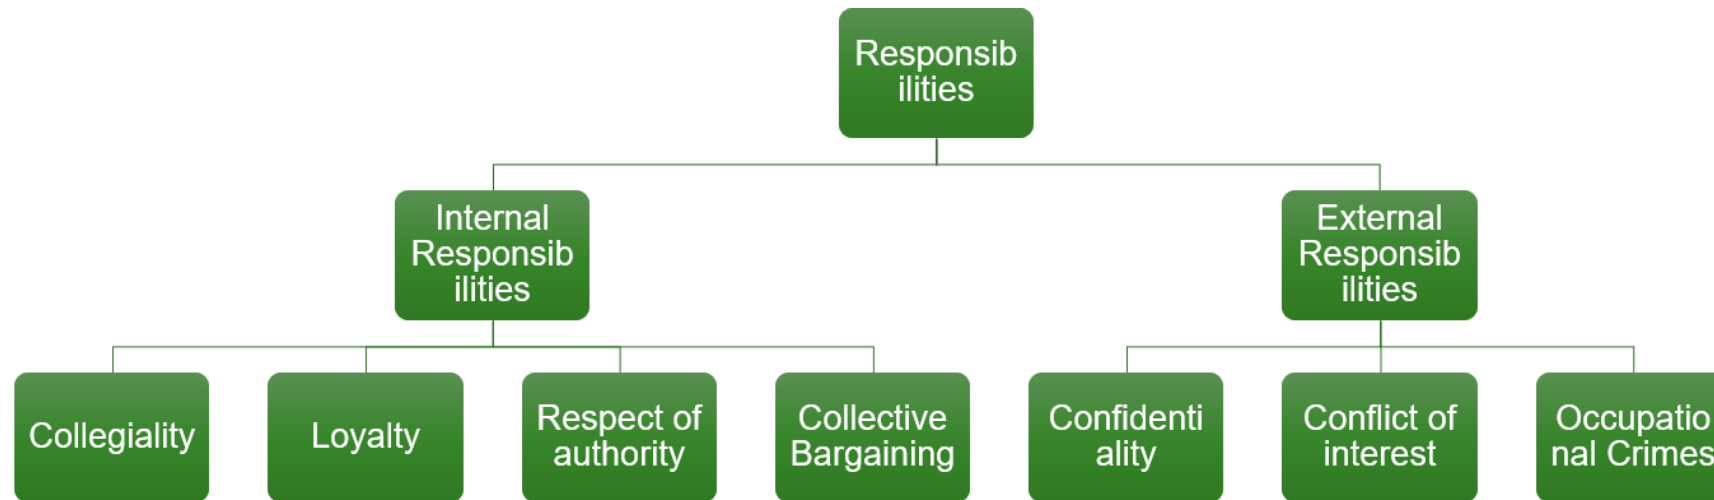 Responsib
ilities
Internal
Responsib
ilities
External
Responsib
ilities
Collegiality
Loyalty
Respect of
authority
Collective
Bargaining
Confidenti
ality
Conflict of
interest
Occupatio
nal Crimes